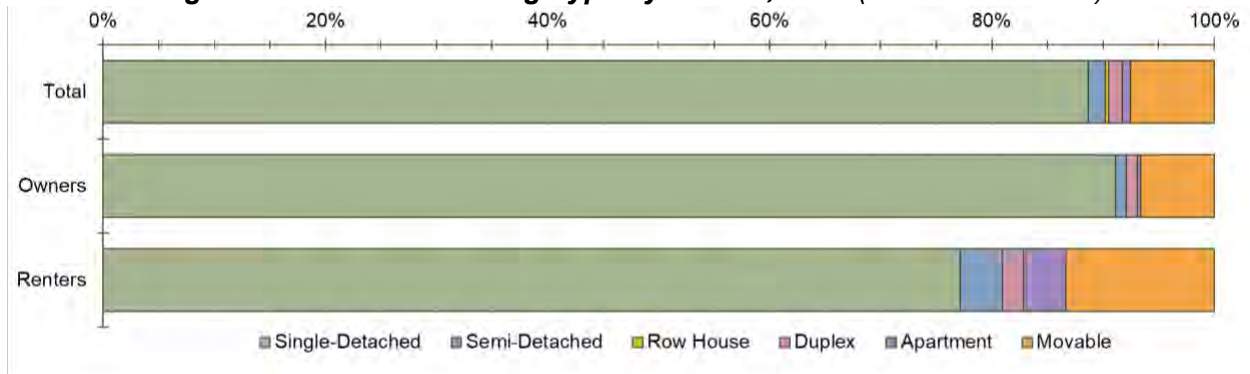 0% 20% 40% 60% 80% 100%
Total
Owners
Renters
Single-Detached Semi-Detached Row House Duplex Apartment Movable